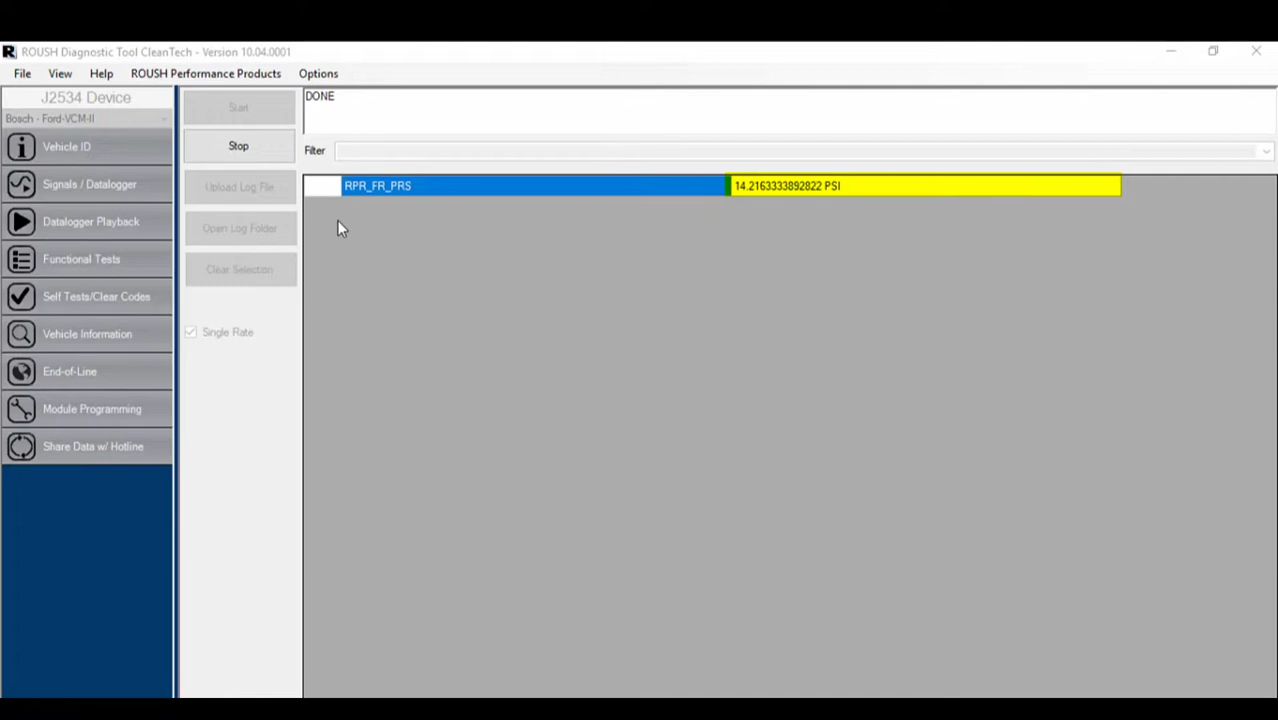 R ROUSH Diagnostic Tool CleanTech - Version 10.04.0001
File View Help ROUSH Performance Products Options
J2534 Device
Bosch - Ford-VCM-II
Vehicle ID
Signals / Datalogger
Datalogger Playback
Functional Tests
Self Tests/Clear Codes
Vehicle Information
End-of-Line
Module Programming
Share Data w/ Hotline
Start
Stop
Upload Log File
Open Log Folder
Clear Selection
Single Rate
DONE
Filter
RPR_FR_PRS 14.2163333892822 PSI